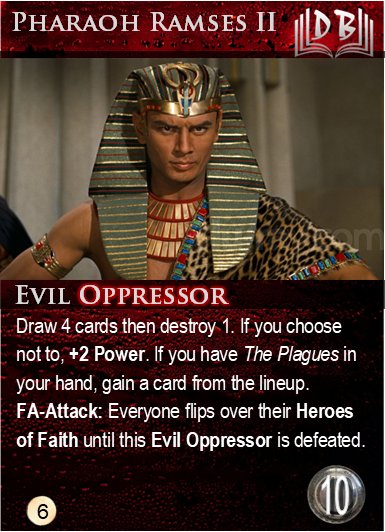 PHARAOH RAMSES II
DB
EVIL OPPRESSOR
Draw 4 cards then destroy 1. If you choose
not to, +2 Power. If you have The Plagues in
your hand, gain a card from the lineup.
FA-Attack: Everyone flips over their Heroes
of Faith until this Evil Oppressor is defeated.
6
10